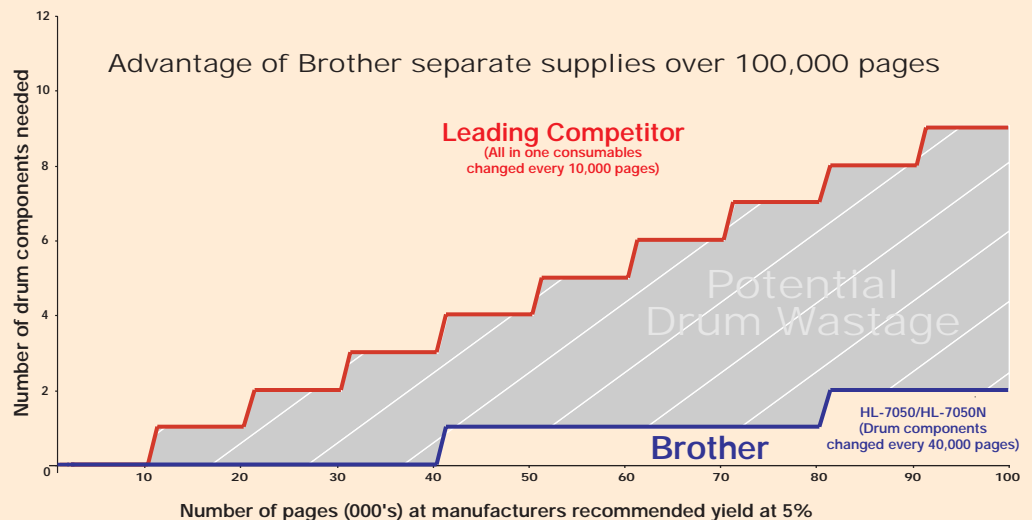 12
Advantage of Brother separate supplies over 100,000 pages
10
Leading Competitor
(All in one consumables
changed every 10,000 pages)
8
6
4
2
0
Number of drum components needed
Potential
Drum Wastage
HL-7050/HL-7050N
(Drum components
changed every 40,000 pages)
Brother
10 20 30 40 50 60 70 80 90 100
Number of pages (000's) at manufacturers recommended yield at 5%